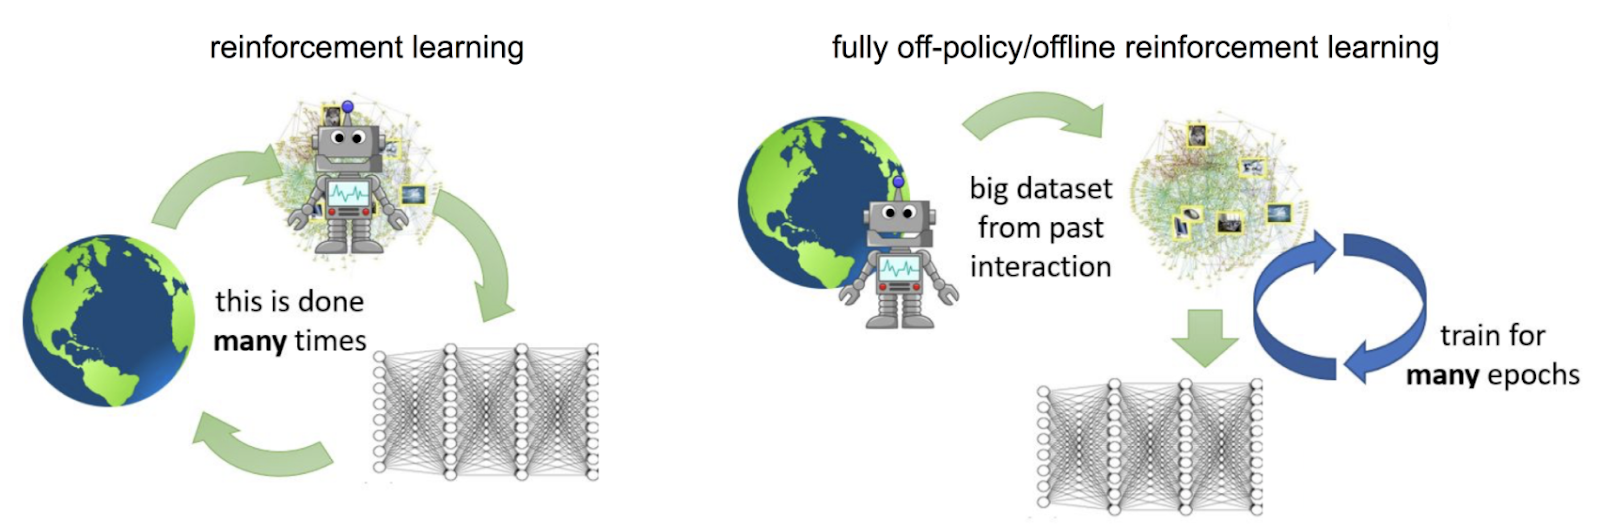 reinforcement learning
this is done
many times
fully off-policy/offline reinforcement learning
big dataset
from past
interaction
train for
many epochs